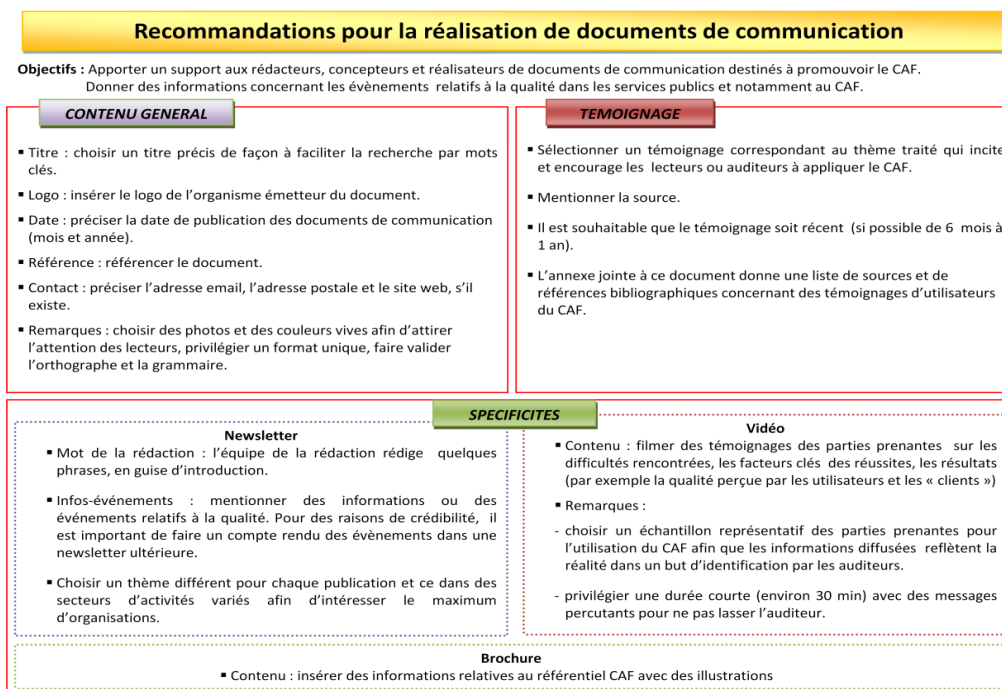 Recommandations pour la réalisation de documents de communication
Objectifs : Apporter un support aux rédacteurs, concepteurs et réalisateurs de documents de communication destinés à promouvoir le CAF.
Donner des informations concernant les évènements relatifs à la qualité dans les services publics et notamment au CAF.
CONTENU GENERAL
▪ Titre : choisir un titre précis de façon à faciliter la recherche par mots
clés.
▪ Logo : insérer le logo de l'organisme émetteur du document.
▪ Date : préciser la date de publication des documents de communication
(mois et année).
▪ Référence : référencer le document.
▪ Contact : préciser l'adresse email, l'adresse postale et le site web, s'il
existe.
▪ Remarques : choisir des photos et des couleurs vives afin d'attirer
l'attention des lecteurs, privilégier un format unique, faire valider
l'orthographe et la grammaire.
TEMOIGNAGE
▪ Sélectionner un témoignage correspondant au thème traité qui incite
et encourage les lecteurs ou auditeurs à appliquer le CAF.
▪ Mentionner la source.
▪ Il est souhaitable que le témoignage soit récent (si possible de 6 mois à
1 an).
▪ L'annexe jointe à ce document donne une liste de sources et de
références bibliographiques concernant des témoignages d'utilisateurs
du CAF.
SPECIFICITES
Newsletter
▪ Mot de la rédaction : l'équipe de la rédaction rédige quelques
phrases, en guise d'introduction.
▪ Infos-événements : mentionner des informations ou des
événements relatifs à la qualité. Pour des raisons de crédibilité, il
est important de faire un compte rendu des évènements dans une
newsletter ultérieure.
▪ Choisir un thème différent pour chaque publication et ce dans des
secteurs d'activités variés afin d'intéresser le maximum
d'organisations.
Vidéo
▪ Contenu : filmer des témoignages des parties prenantes sur les
difficultés rencontrées, les facteurs clés des réussites, les résultats
(par exemple la qualité perçue par les utilisateurs et les « clients »)
▪ Remarques :
- choisir un échantillon représentatif des parties prenantes pour
l'utilisation du CAF afin que les informations diffusées reflètent la
réalité dans un but d'identification par les auditeurs.
- privilégier une durée courte (environ 30 min) avec des messages
percutants pour ne pas lasser l'auditeur.
Brochure
▪ Contenu : insérer des informations relatives au référentiel CAF avec des illustrations